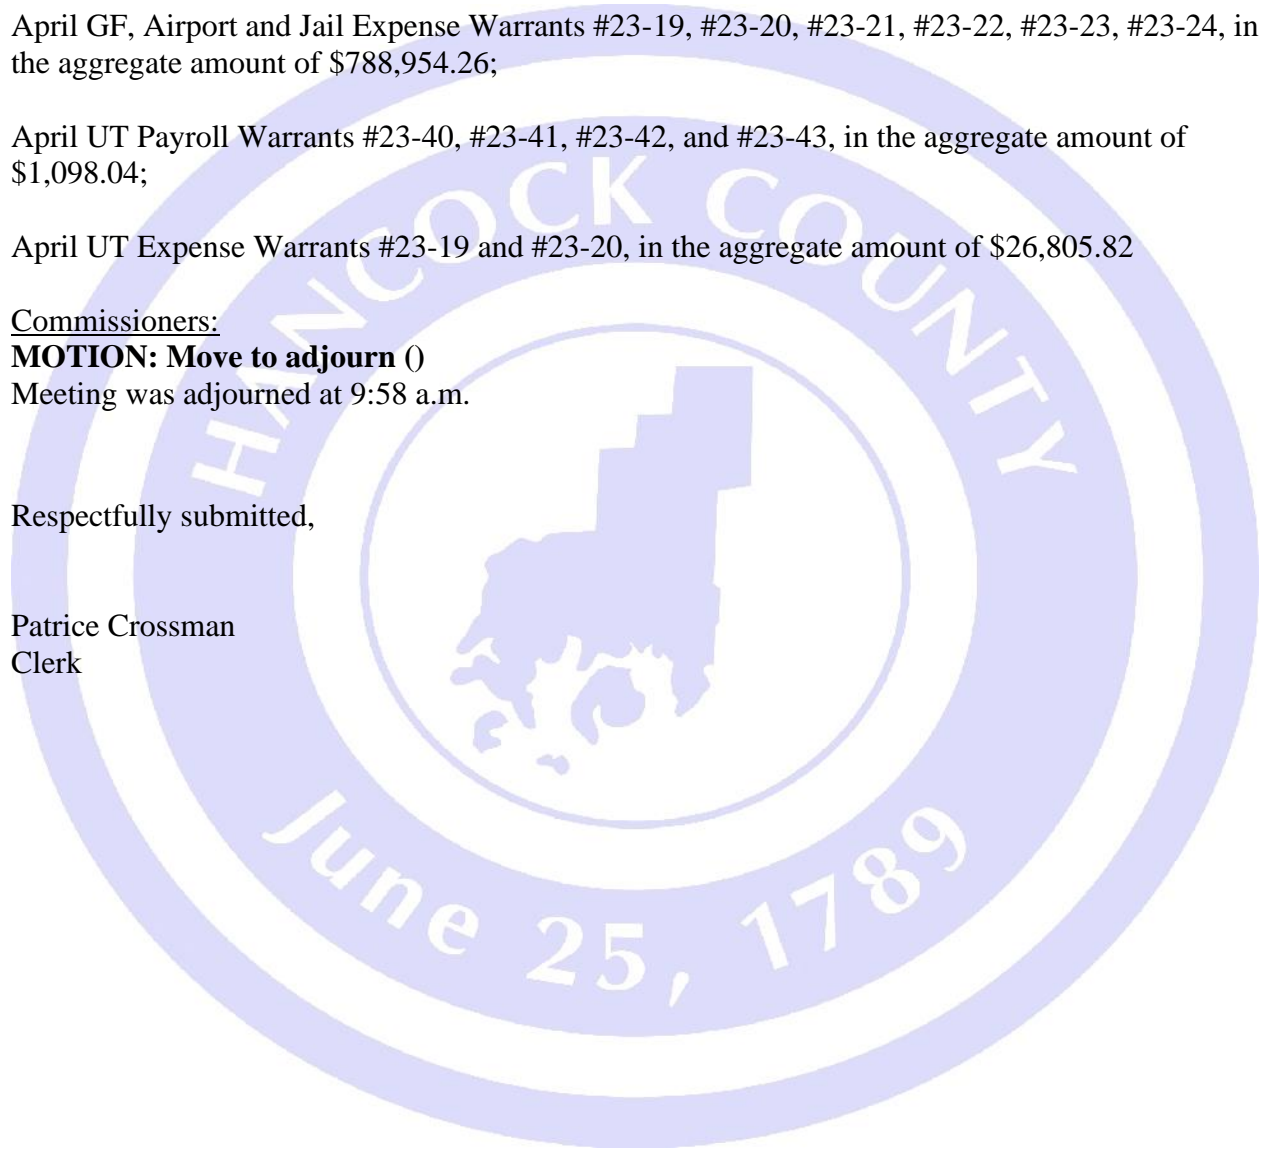 April GF, Airport and Jail Expense Warrants #23-19, #23-20, #23-21, #23-22, #23-23, #23-24, in
the aggregate amount of $788,954.26;
April UT Payroll Warrants #23-40, #23-41, #23-42, and #23-43, in the aggregate amount of
$1,098.04;
April UT Expense Warrants #23-19 and #23-20, in the aggregate amount of $26,805.82
Commissioners:
MOTION: Move to adjourn ()
Meeting was adjourned at 9:58 a.m.
Respectfully submitted,
Patrice Crossman
Clerk
HANCOCK COUNTY
June 25, 1789